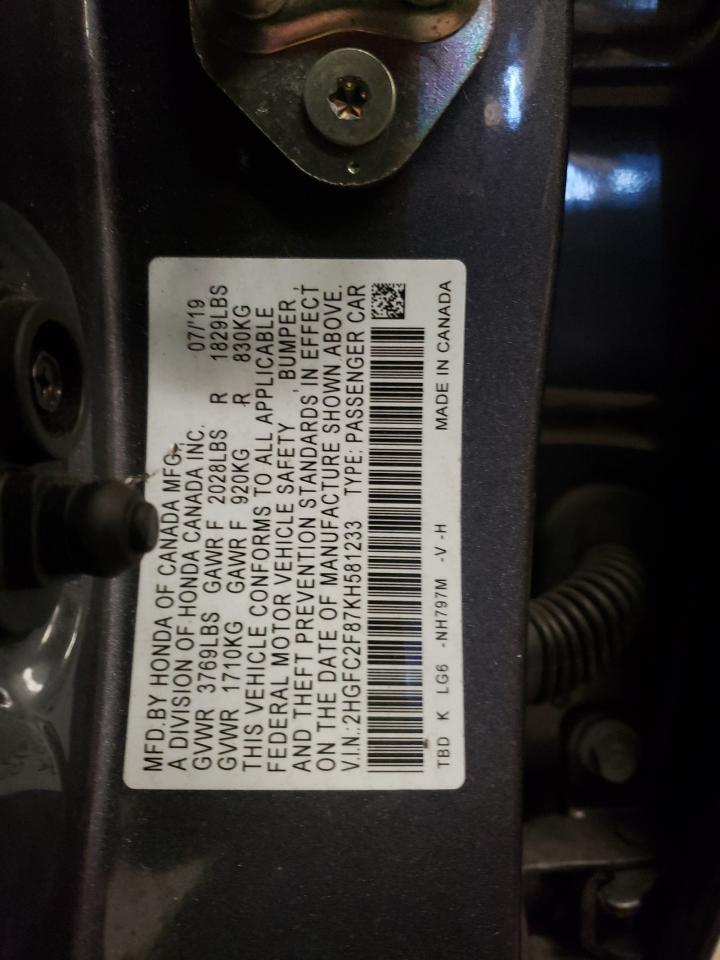 MFD.BY HONDA OF CANADA MFG.,
A DIVISION OF HONDA CANADA INC. 07/'19
GVWR 3769LBS GAWR F 2028LBS R 1829LBS
GVWR 1710KG GAWR F 920KG R 830KG
THIS VEHICLE CONFORMS TO ALL APPLICABLE
FEDERAL MOTOR VEHICLE SAFETY , BUMPER ,
AND THEFT PREVENTION STANDARDS IN EFFECT
ON THE DATE OF MANUFACTURE SHOWN ABOVE.
V.I.N.:2HGFC2F87KH581233 TYPE: PASSENGER CAR
TBD K LG6 -NH797M -V -H MADE IN CANADA